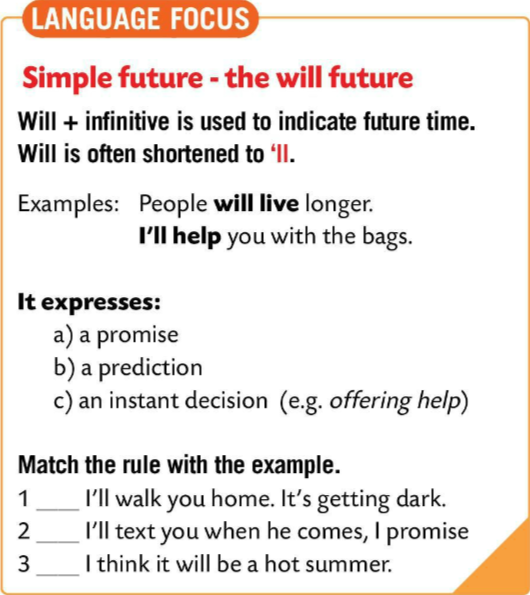 LANGUAGE FOCUS
Simple future - the will future
Will + infinitive is used to indicate future time.
Will is often shortened to ‘ll.
Examples: People will live longer.
I’ll help you with the bags.
It expresses:
a) a promise
b) a prediction
c) an instant decision (e.g. offering help)
Match the rule with the example.
1 ____ I’ll walk you home. It’s getting dark.
2 ____ I’ll text you when he comes, I promise
3 ____ I think it will be a hot summer.